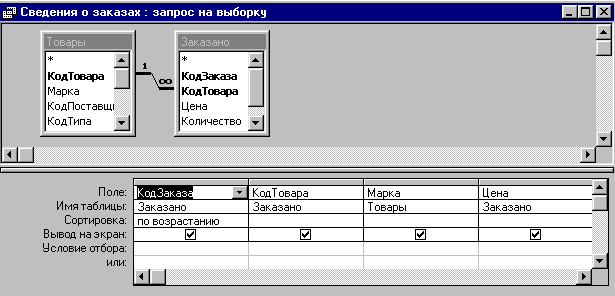 Сведения о заказах : запрос на выборку
Товары
*
КодТовара
Марка
КодПоставщи
КодТипа
1
∞
Заказано
*
КодЗаказа
КодТовара
Цена
Количество
Поле: КодЗаказа КодТовара Марка Цена
Имя таблицы: Заказано Заказано Товары Заказано
Сортировка: по возрастанию
Вывод на экран:
Условие отбора:
или: